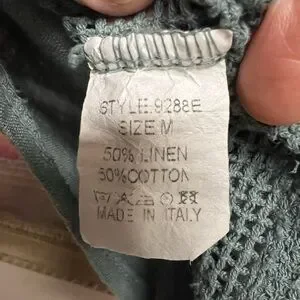 STYLE:9288E
SIZE M
50% LINEN
50%COTTON
MADE IN ITALY